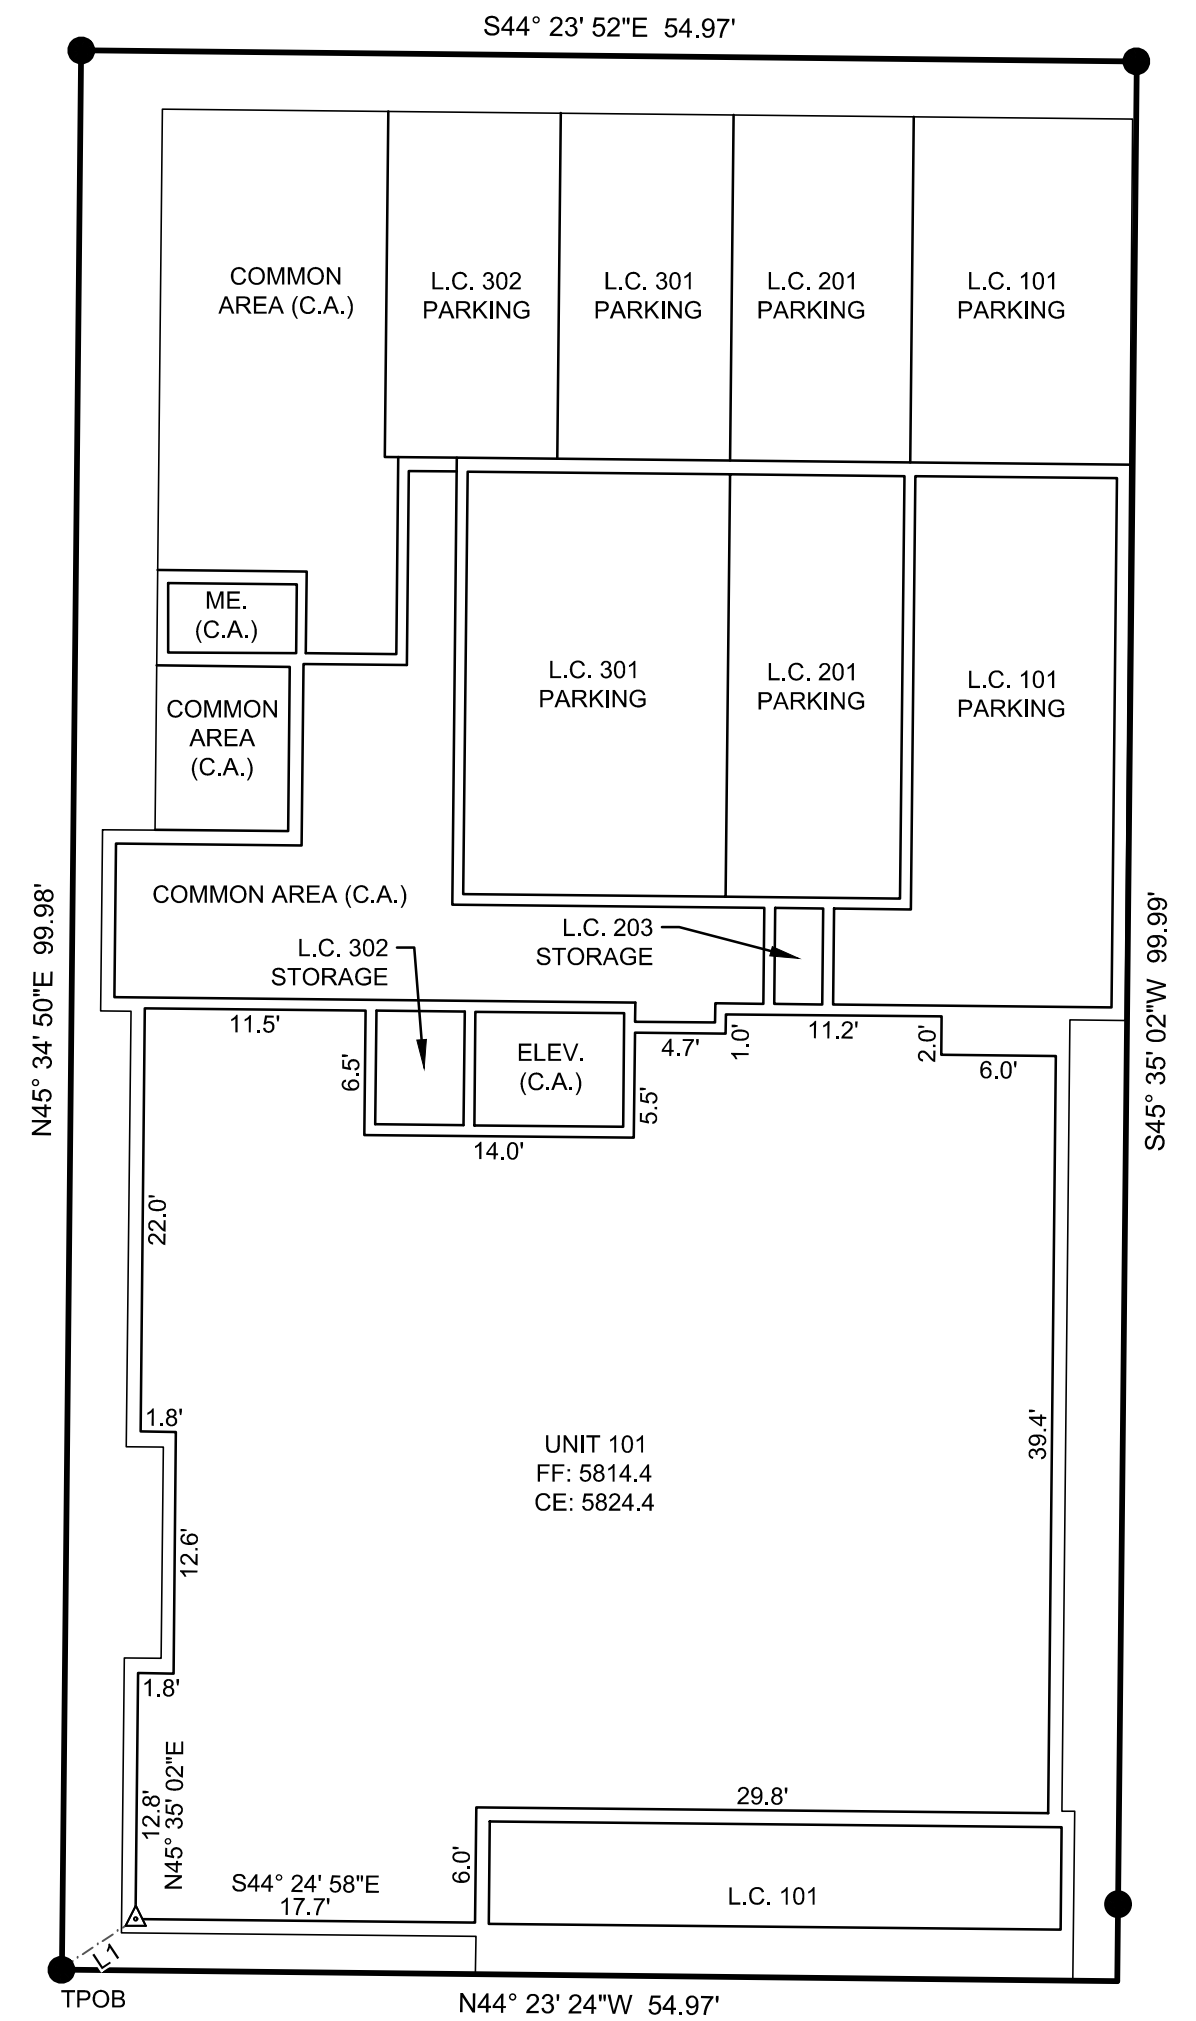 S44° 23' 52"E 54.97'
COMMON
AREA (C.A.)
L.C. 302
PARKING
L.C. 301
PARKING
L.C. 201
PARKING
L.C. 101
PARKING
ME.
(C.A.)
COMMON
AREA
(C.A.)
L.C. 301
PARKING
L.C. 201
PARKING
L.C. 101
PARKING
N45° 34' 50"E 99.98'
S45° 35' 02"W 99.99'
COMMON AREA (C.A.)
L.C. 203
STORAGE
L.C. 302
STORAGE
11.5'
6.5'
ELEV.
(C.A.)
4.7'
1.0'
11.2'
2.0'
6.0'
5.5'
14.0'
22.0'
1.8'
UNIT 101
FF: 5814.4
CE: 5824.4
39.4'
12.6'
1.8'
12.8'
N45° 35' 02"E
29.8'
6.0'
S44° 24' 58"E
17.7'
L.C. 101
L1
TPOB
N44° 23' 24"W 54.97'